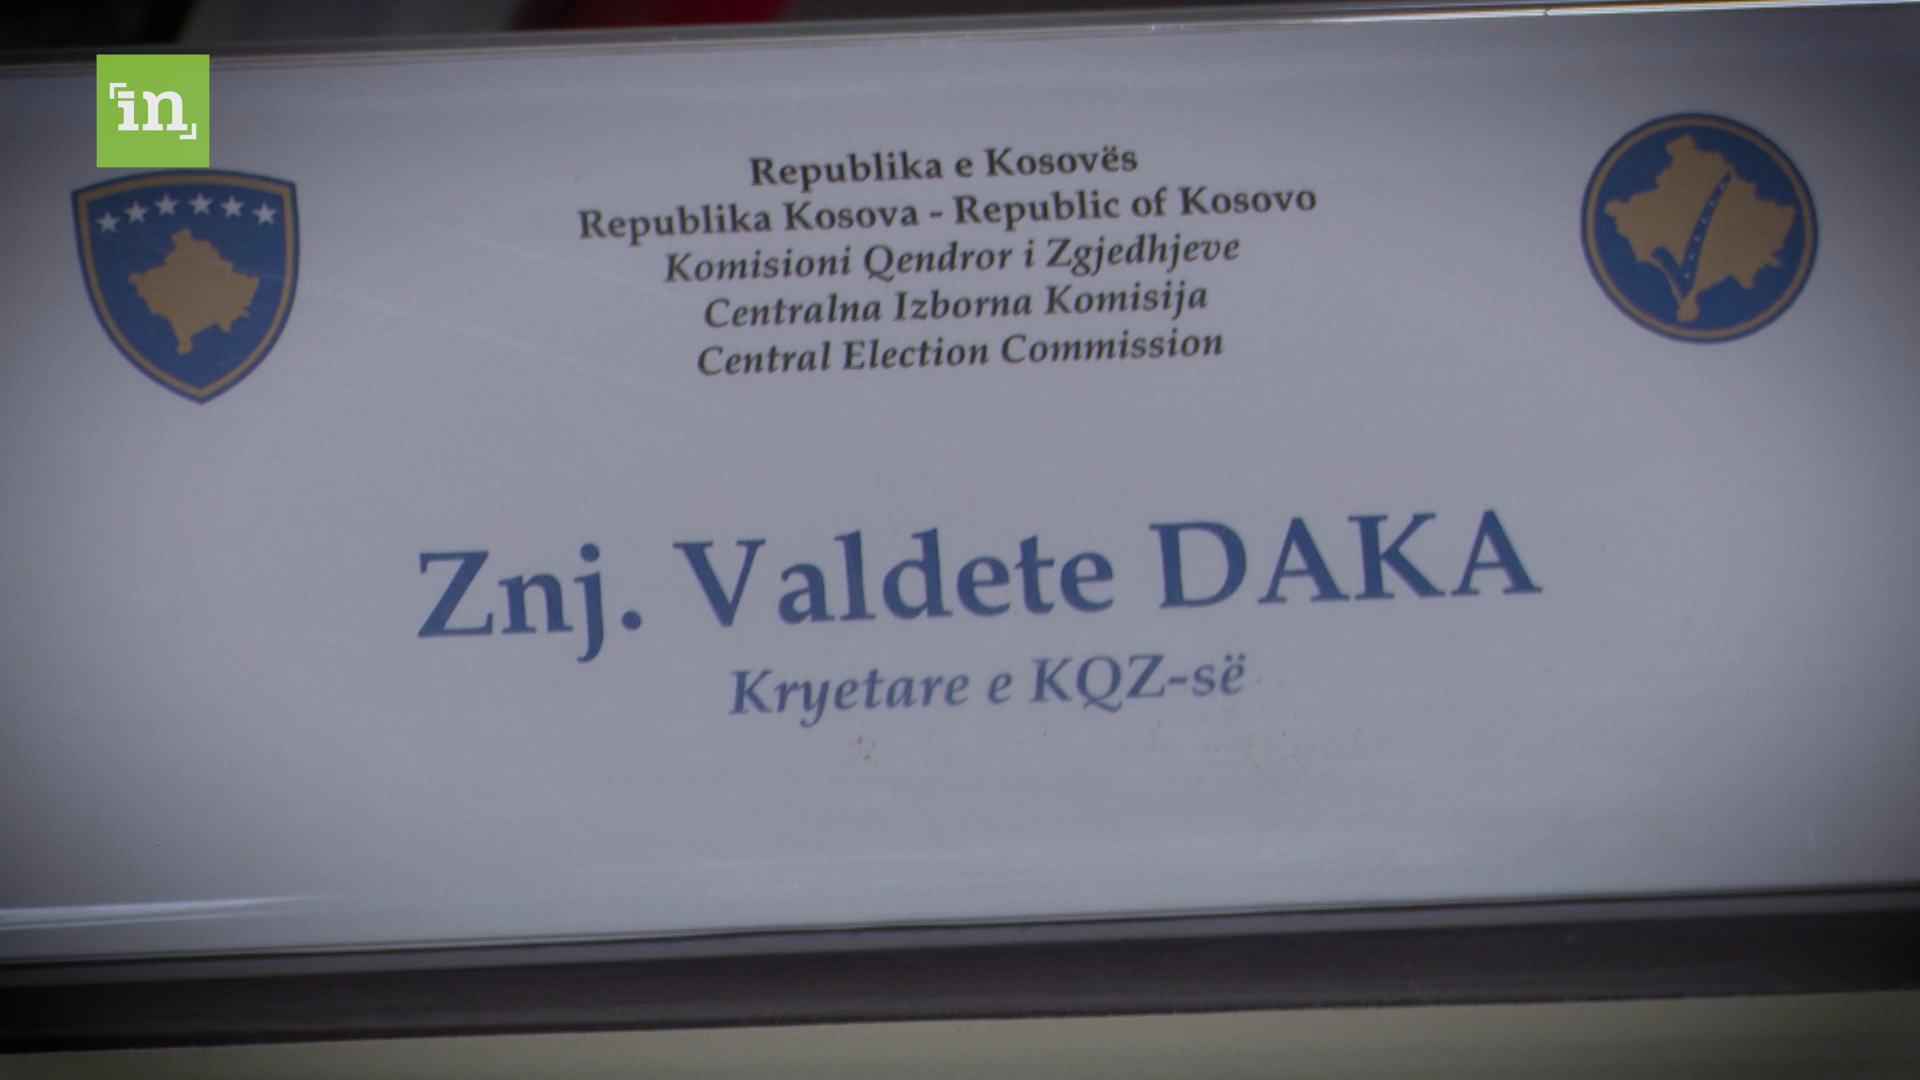 in
Republika e Kosovës
Republika Kosova - Republic of Kosovo
Komisioni Qendror i Zgjedhjeve
Centralna Izborna Komisija
Central Election Commission
Znj. Valdete DAKA
Kryetare e KQZ-së